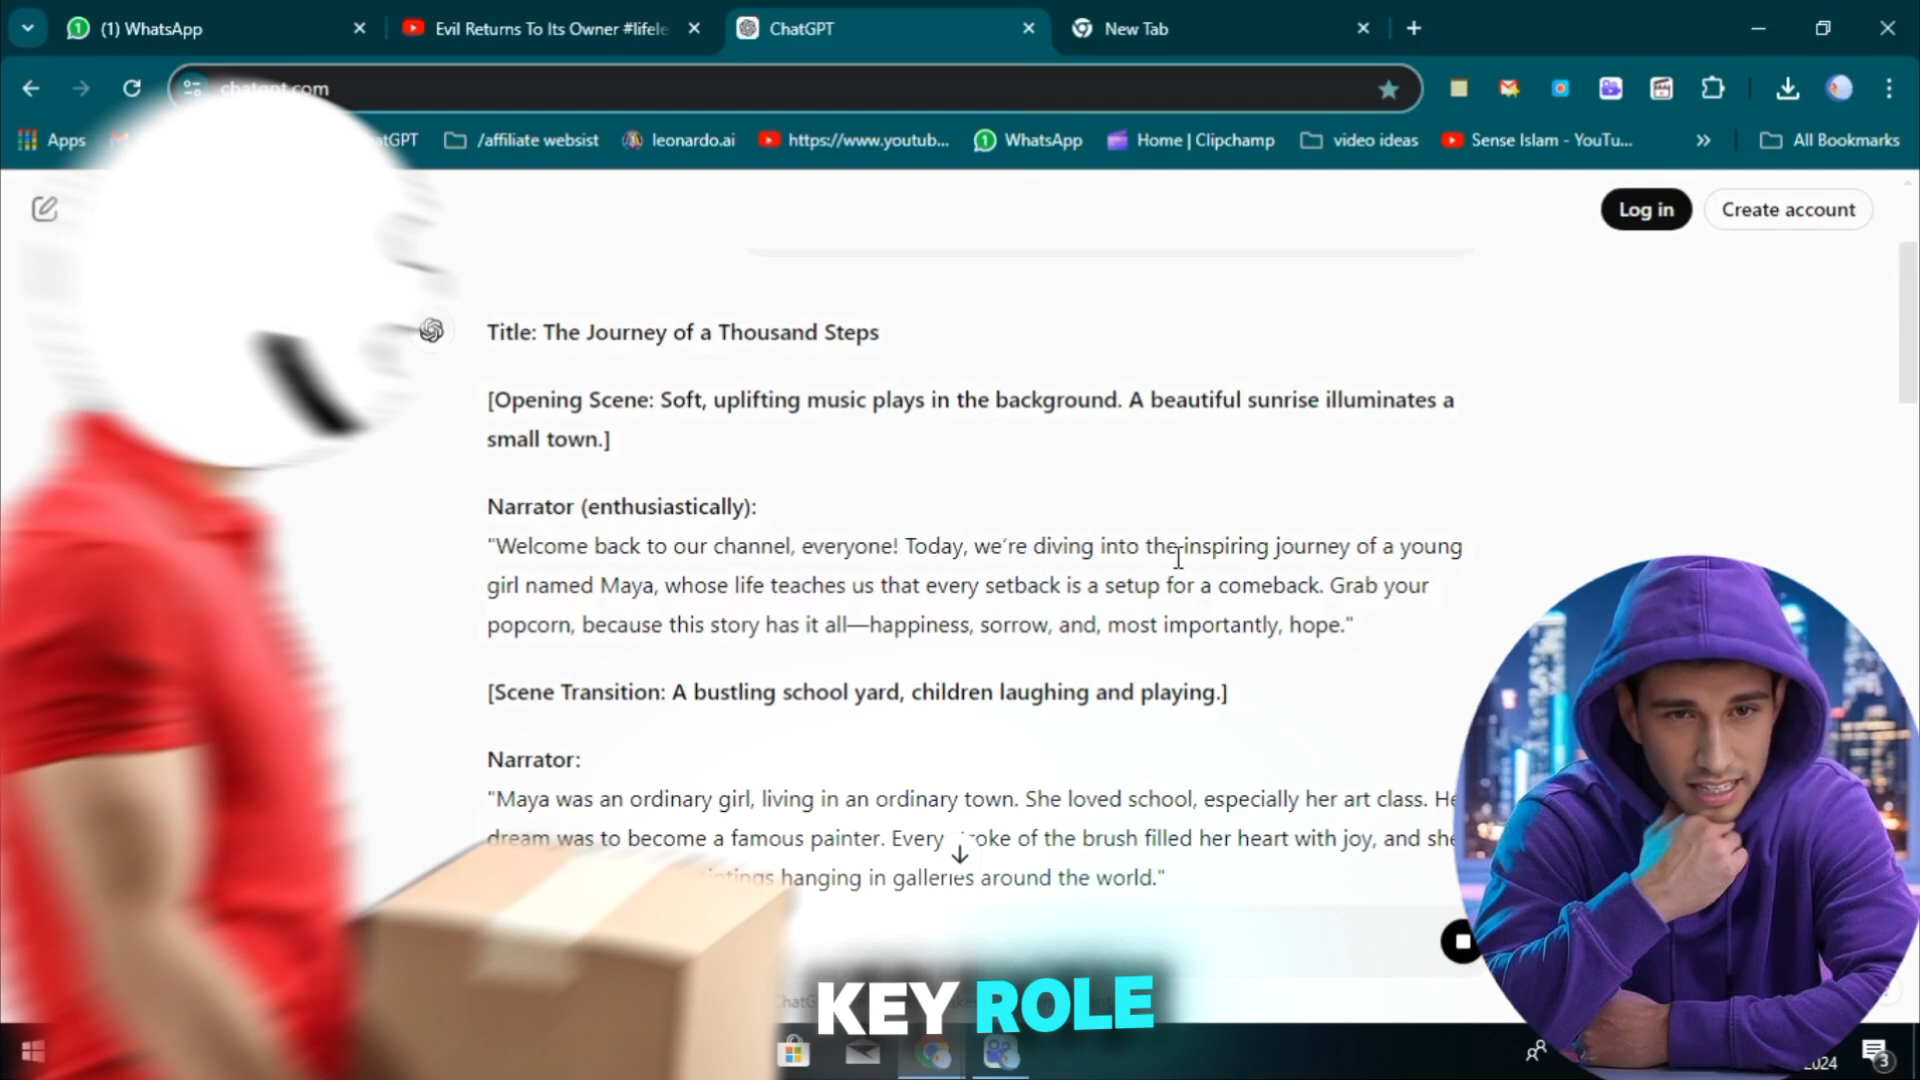 (1) WhatsApp
Evil Returns To Its Owner #lifele
ChatGPT
New Tab
chatgpt.com
Apps
atGPT
/affiliate websist
leonardo.ai
https://www.youtub...
WhatsApp
Home | Clipchamp
video ideas
Sense Islam - YouTu...
All Bookmarks
Log in
Create account
Title: The Journey of a Thousand Steps
[Opening Scene: Soft, uplifting music plays in the background. A beautiful sunrise illuminates a
small town.]
Narrator (enthusiastically):
"Welcome back to our channel, everyone! Today, we're diving into the inspiring journey of a young
girl named Maya, whose life teaches us that every setback is a setup for a comeback. Grab your
popcorn, because this story has it all—happiness, sorrow, and, most importantly, hope."
[Scene Transition: A bustling school yard, children laughing and playing.]
Narrator:
"Maya was an ordinary girl, living in an ordinary town. She loved school, especially her art class. He
dream was to become a famous painter. Every roke of the brush filled her heart with joy, and she
intings hanging in galleries around the world."
KEY ROLE
2024
3